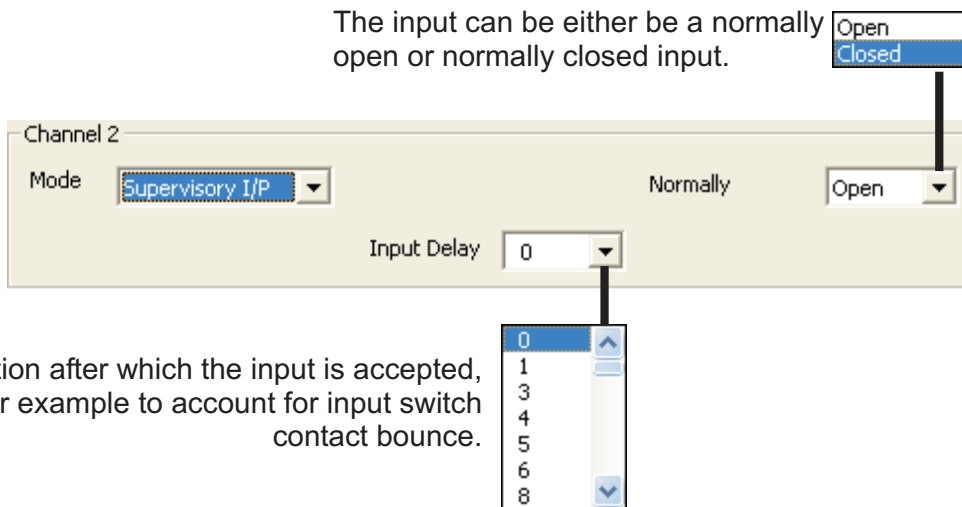 The input can be either be a normally
open or normally closed input.
Open
Closed
Channel 2
Mode
Supervisory I/P
Normally
Open
Input Delay
0
after which the input is accepted,
example to account for input switch
contact bounce.
0
1
3
4
5
6
8